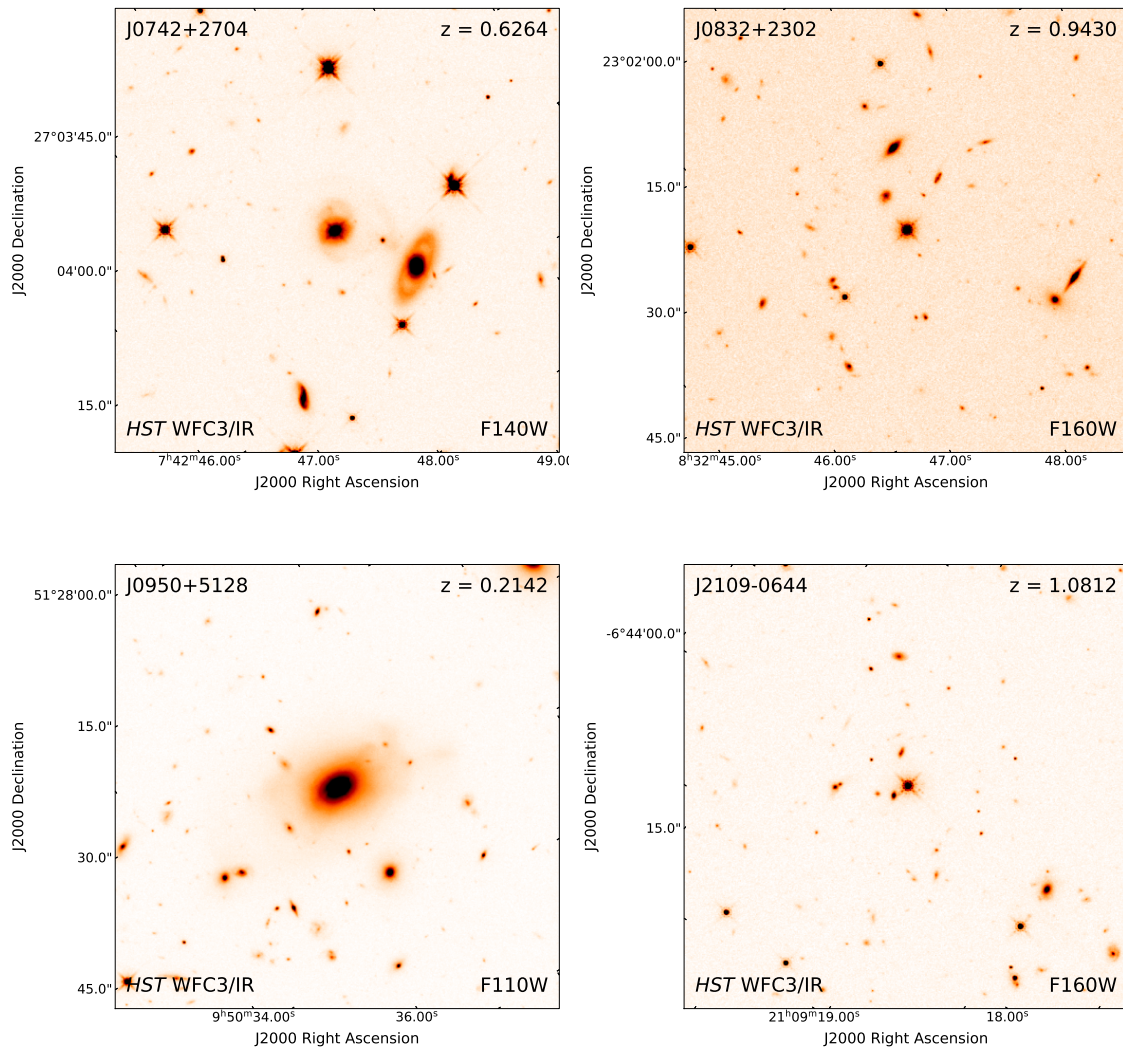 J0742+2704 z = 0.6264
27°03'45.0"
04'00.0"
15.0"
J2000 Declination
HST WFC3/IR F140W
7ʰ42ᵐ46.00ˢ 47.00ˢ 48.00ˢ 49.0
J2000 Right Ascension
J0832+2302 z = 0.9430
23°02'00.0"
15.0"
30.0"
45.0"
J2000 Declination
HST WFC3/IR F160W
8ʰ32ᵐ45.00ˢ 46.00ˢ 47.00ˢ 48.00ˢ
J2000 Right Ascension
J0950+5128 z = 0.2142
51°28'00.0"
15.0"
30.0"
45.0"
J2000 Declination
HST WFC3/IR F110W
9ʰ50ᵐ34.00ˢ 36.00ˢ
J2000 Right Ascension
J2109-0644 z = 1.0812
-6°44'00.0"
15.0"
J2000 Declination
HST WFC3/IR F160W
21ʰ09ᵐ19.00ˢ 18.00ˢ
J2000 Right Ascension